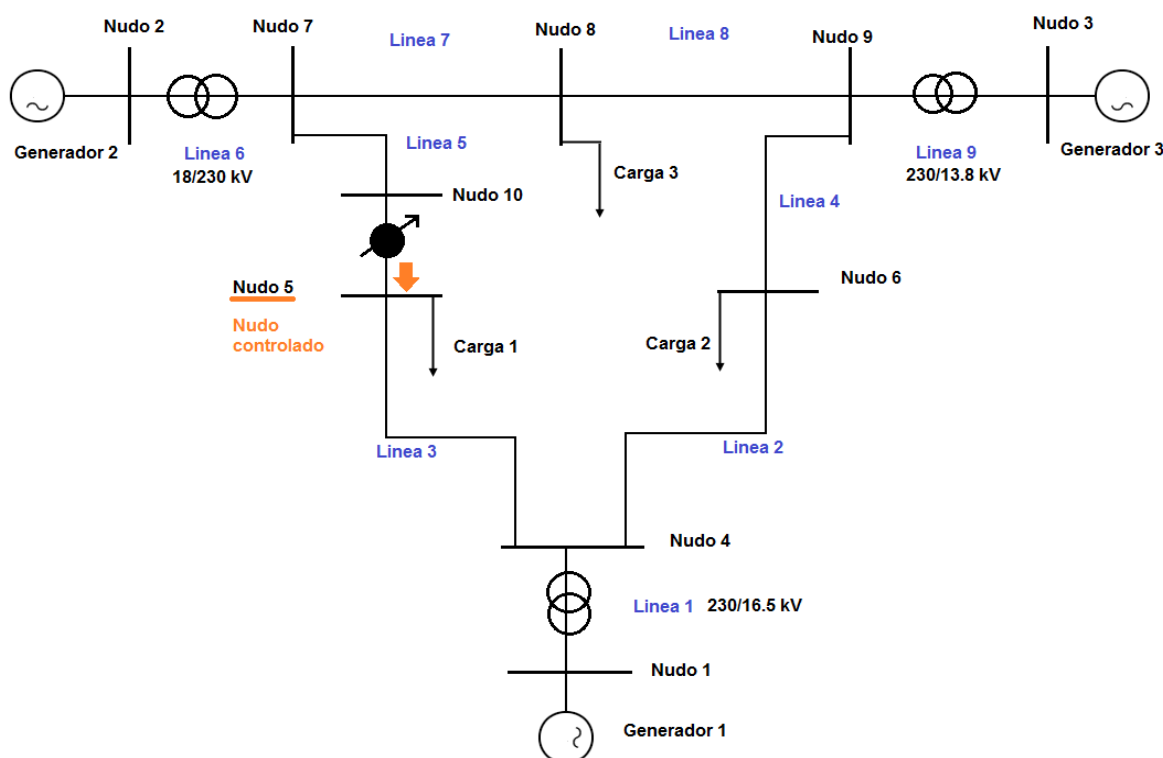 Nudo 2
Nudo 7
Linea 7
Nudo 8
Linea 8
Nudo 9
Nudo 3
Generador 2
Linea 6
18/230 kV
Linea 5
Carga 3
Linea 9
230/13.8 kV
Generador 3
Nudo 10
Linea 4
Nudo 5
Nudo
controlado
Nudo 6
Carga 1
Carga 2
Linea 3
Linea 2
Nudo 4
Linea 1
230/16.5 kV
Nudo 1
Generador 1